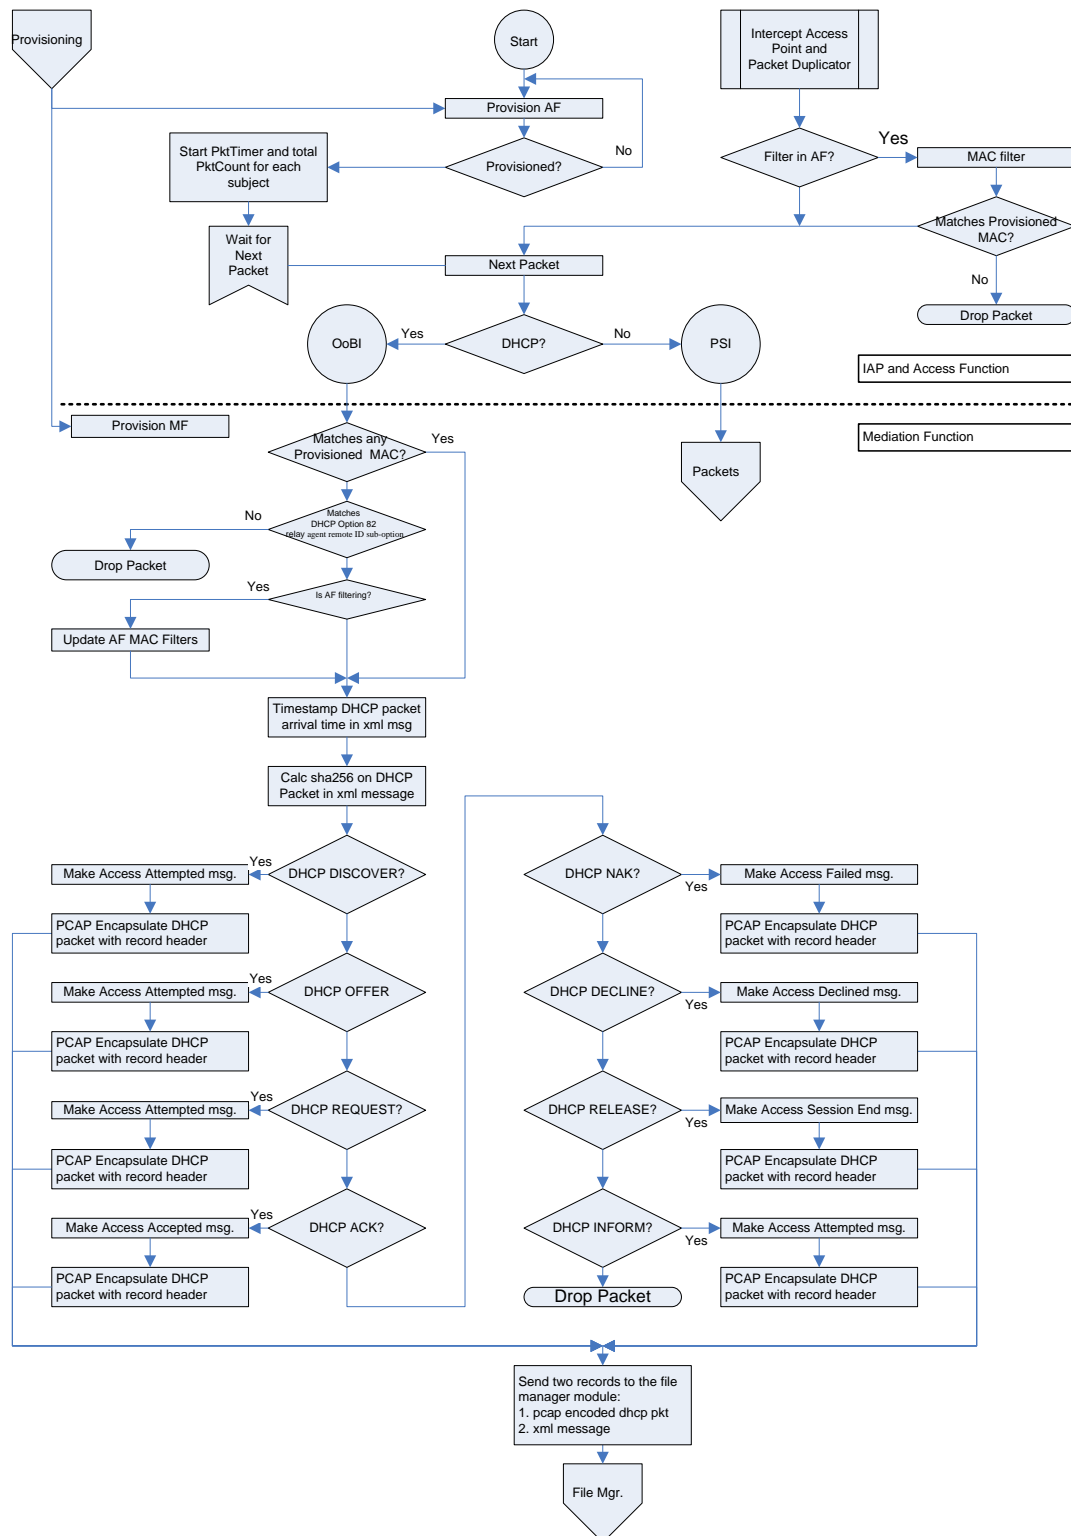 Provisioning
Start
Intercept Access
Point and
Packet Duplicator
Provision AF
Yes
Start PktTimer and total
PktCount for each
subject
Provisioned?
No
Filter in AF?
MAC filter
Wait for
Next
Packet
Matches Provisioned
MAC?
Next Packet
No
Drop Packet
OoBI
Yes
DHCP?
No
PSI
IAP and Access Function
Provision MF
Matches any
Provisioned MAC?
Yes
Mediation Function
Packets
No
Matches
DHCP Option 82
relay agent remote ID sub-option
Drop Packet
Yes
Is AF filtering?
Update AF MAC Filters
Timestamp DHCP packet
arrival time in xml msg
Calc sha256 on DHCP
Packet in xml message
Make Access Attempted msg.
Yes
DHCP DISCOVER?
DHCP NAK?
Yes
Make Access Failed msg.
PCAP Encapsulate DHCP
packet with record header
PCAP Encapsulate DHCP
packet with record header
Make Access Attempted msg.
Yes
DHCP OFFER
DHCP DECLINE?
Yes
Make Access Declined msg.
PCAP Encapsulate DHCP
packet with record header
PCAP Encapsulate DHCP
packet with record header
Make Access Attempted msg.
Yes
DHCP REQUEST?
DHCP RELEASE?
Yes
Make Access Session End msg.
PCAP Encapsulate DHCP
packet with record header
PCAP Encapsulate DHCP
packet with record header
Make Access Accepted msg.
Yes
DHCP ACK?
DHCP INFORM?
Yes
Make Access Attempted msg.
PCAP Encapsulate DHCP
packet with record header
Drop Packet
PCAP Encapsulate DHCP
packet with record header
Send two records to the file
manager module:
1. pcap encoded dhcp pkt
2. xml message
File Mgr.